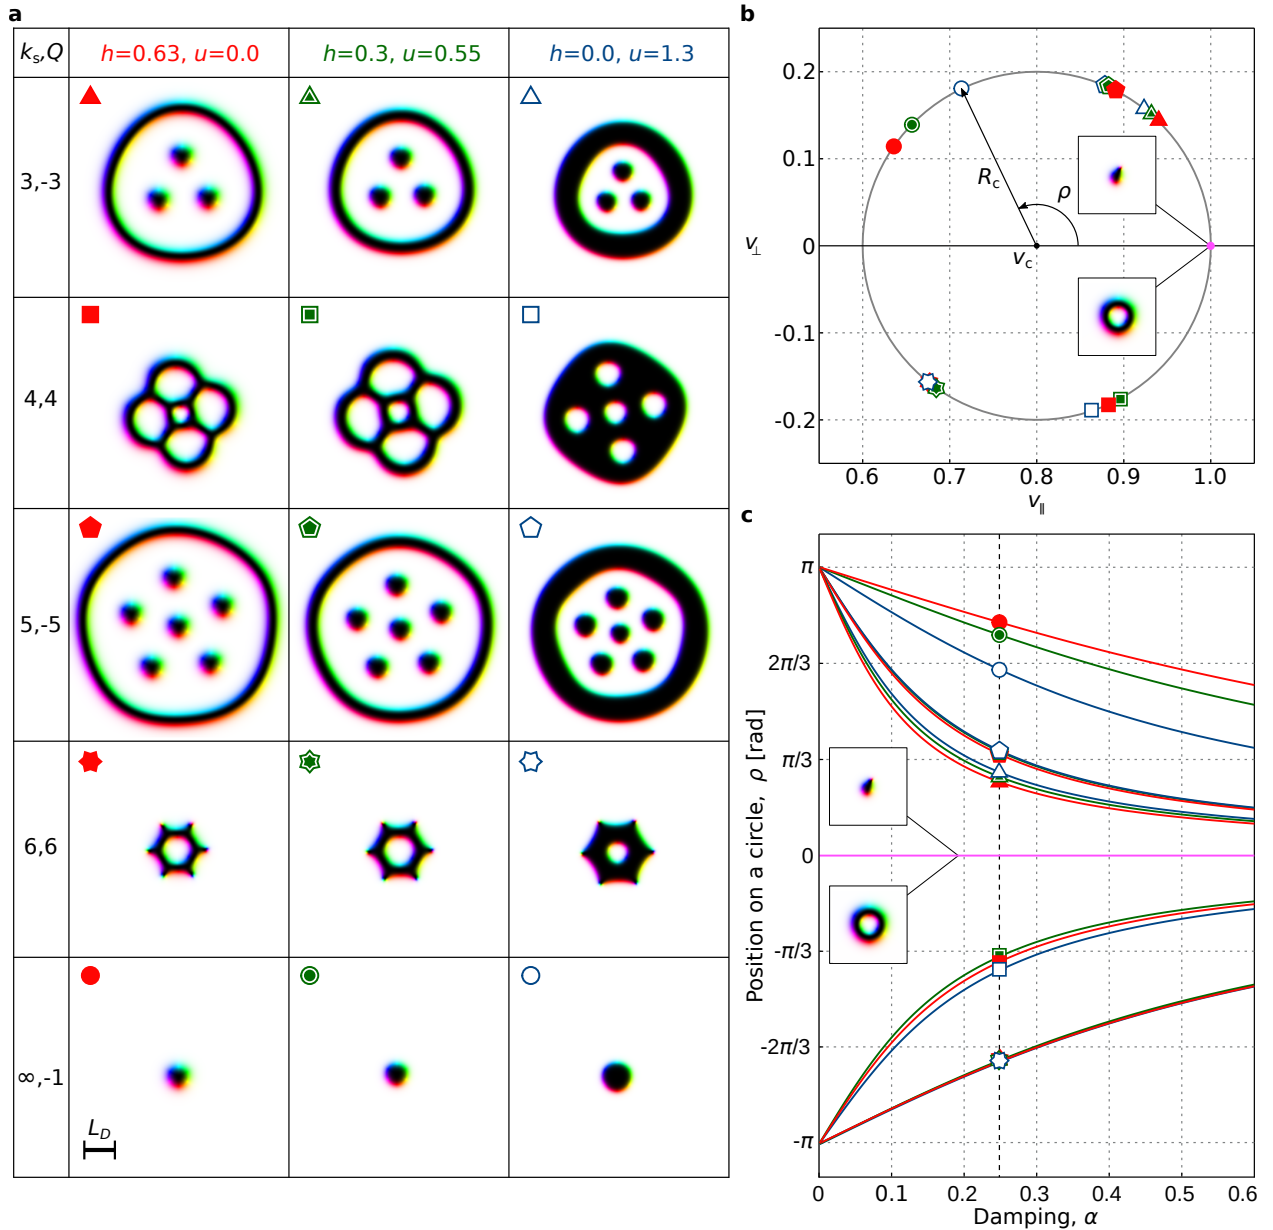 a
kₛ,Q h=0.63, u=0.0 h=0.3, u=0.55 h=0.0, u=1.3
3,-3
4,4
5,-5
6,6
∞,-1
L_D
b
0.2
0.1
0
-0.1
-0.2
v⊥
R_c
ρ
v_c
0.6 0.7 0.8 0.9 1.0
v∥
c
π
2π/3
π/3
0
-π/3
-2π/3
-π
Position on a circle, ρ [rad]
0 0.1 0.2 0.3 0.4 0.5 0.6
Damping, α